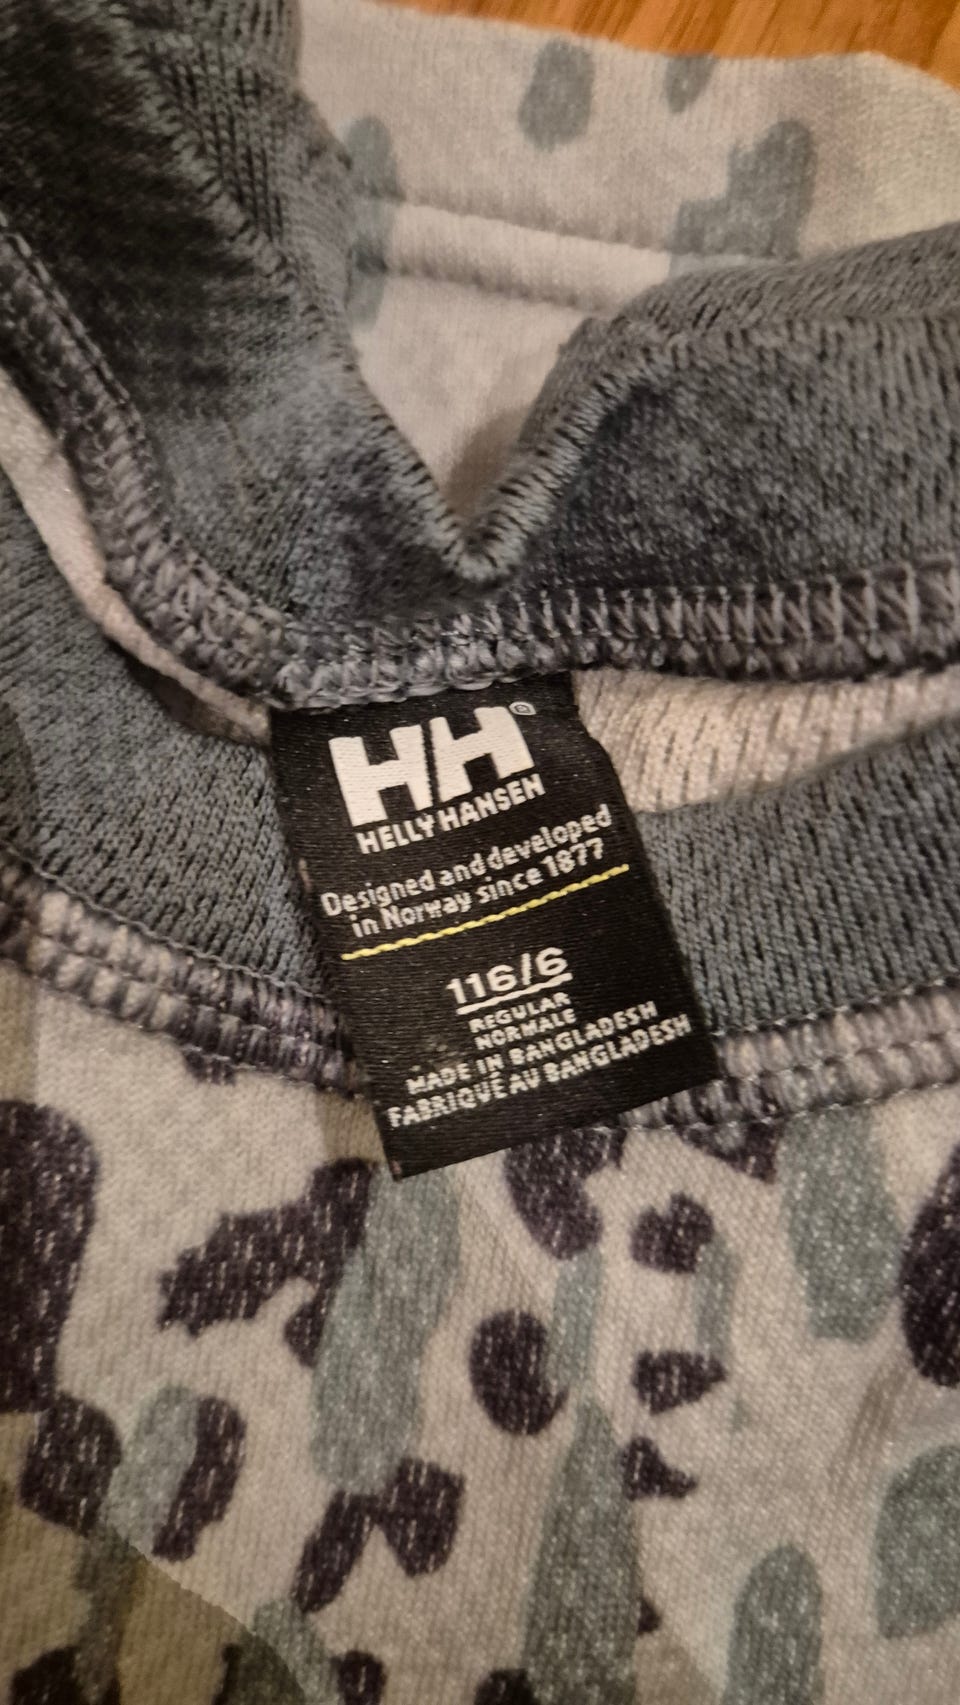 HH®
HELLY HANSEN
Designed and developed
in Norway since 1877
116/6
REGULAR
NORMALE
MADE IN BANGLADESH
FABRIQUÉ AU BANGLADESH